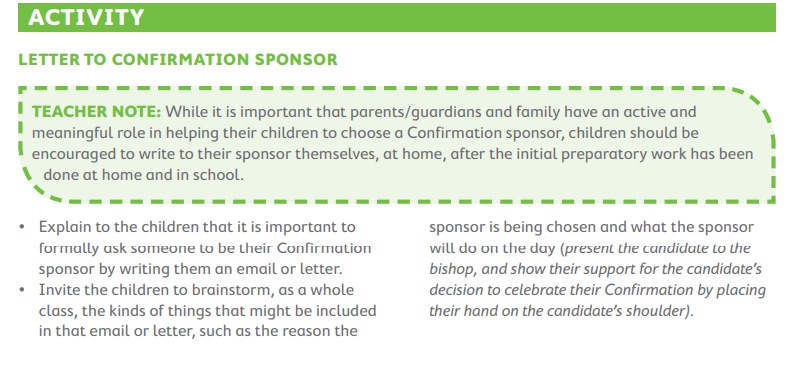 ACTIVITY
LETTER TO CONFIRMATION SPONSOR
TEACHER NOTE: While it is important that parents/guardians and family have an active and
meaningful role in helping their children to choose a Confirmation sponsor, children should be
encouraged to write to their sponsor themselves, at home, after the initial preparatory work has been
done at home and in school.
• Explain to the children that it is important to
formally ask someone to be their Confirmation
sponsor by writing them an email or letter.
• Invite the children to brainstorm, as a whole
class, the kinds of things that might be included
in that email or letter, such as the reason the
sponsor is being chosen and what the sponsor
will do on the day (present the candidate to the
bishop, and show their support for the candidate's
decision to celebrate their Confirmation by placing
their hand on the candidate's shoulder).